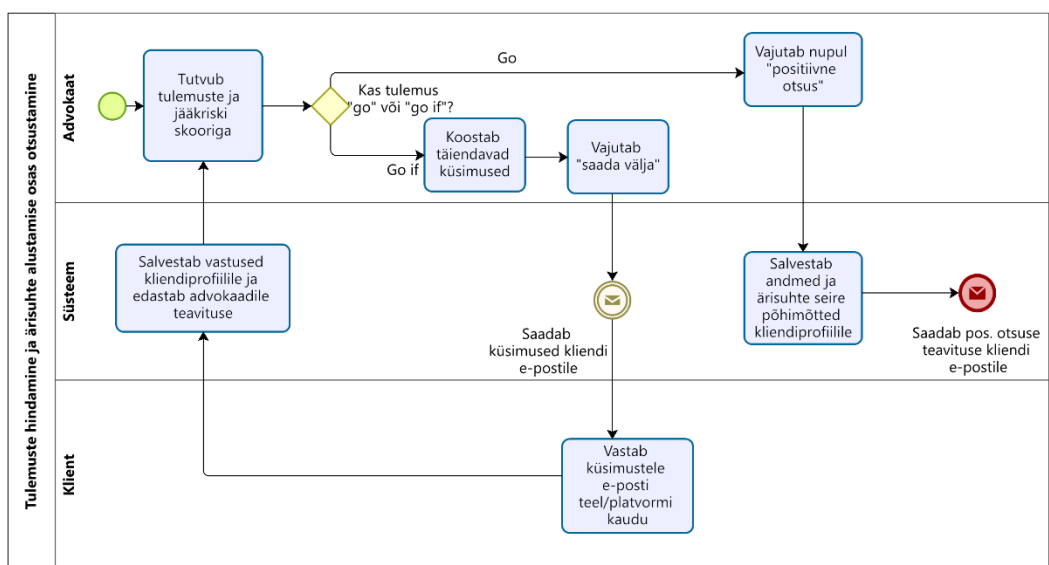 Tulemuste hindamine ja ärisuhte alustamise osas otsustamine
Advokaat
Tutvub
tulemuste ja
jääkriski
skooriga
Kas tulemus
"go" või "go if"?
Go
Go if
Koostab
täiendavad
küsimused
Vajutab
"saada välja"
Vajutab nupul
"positiivne
otsus"
Süsteem
Salvestab vastused
kliendiprofiilile ja
edastab advokaadile
teavituse
Saadab
küsimused kliendi
e-postile
Salvestab
andmed ja
ärisuhte seire
põhimõtted
kliendiprofiilile
Saadab pos. otsuse
teavituse kliendi
e-postile
Klient
Vastab
küsimustele
e-posti
teel/platvormi
kaudu